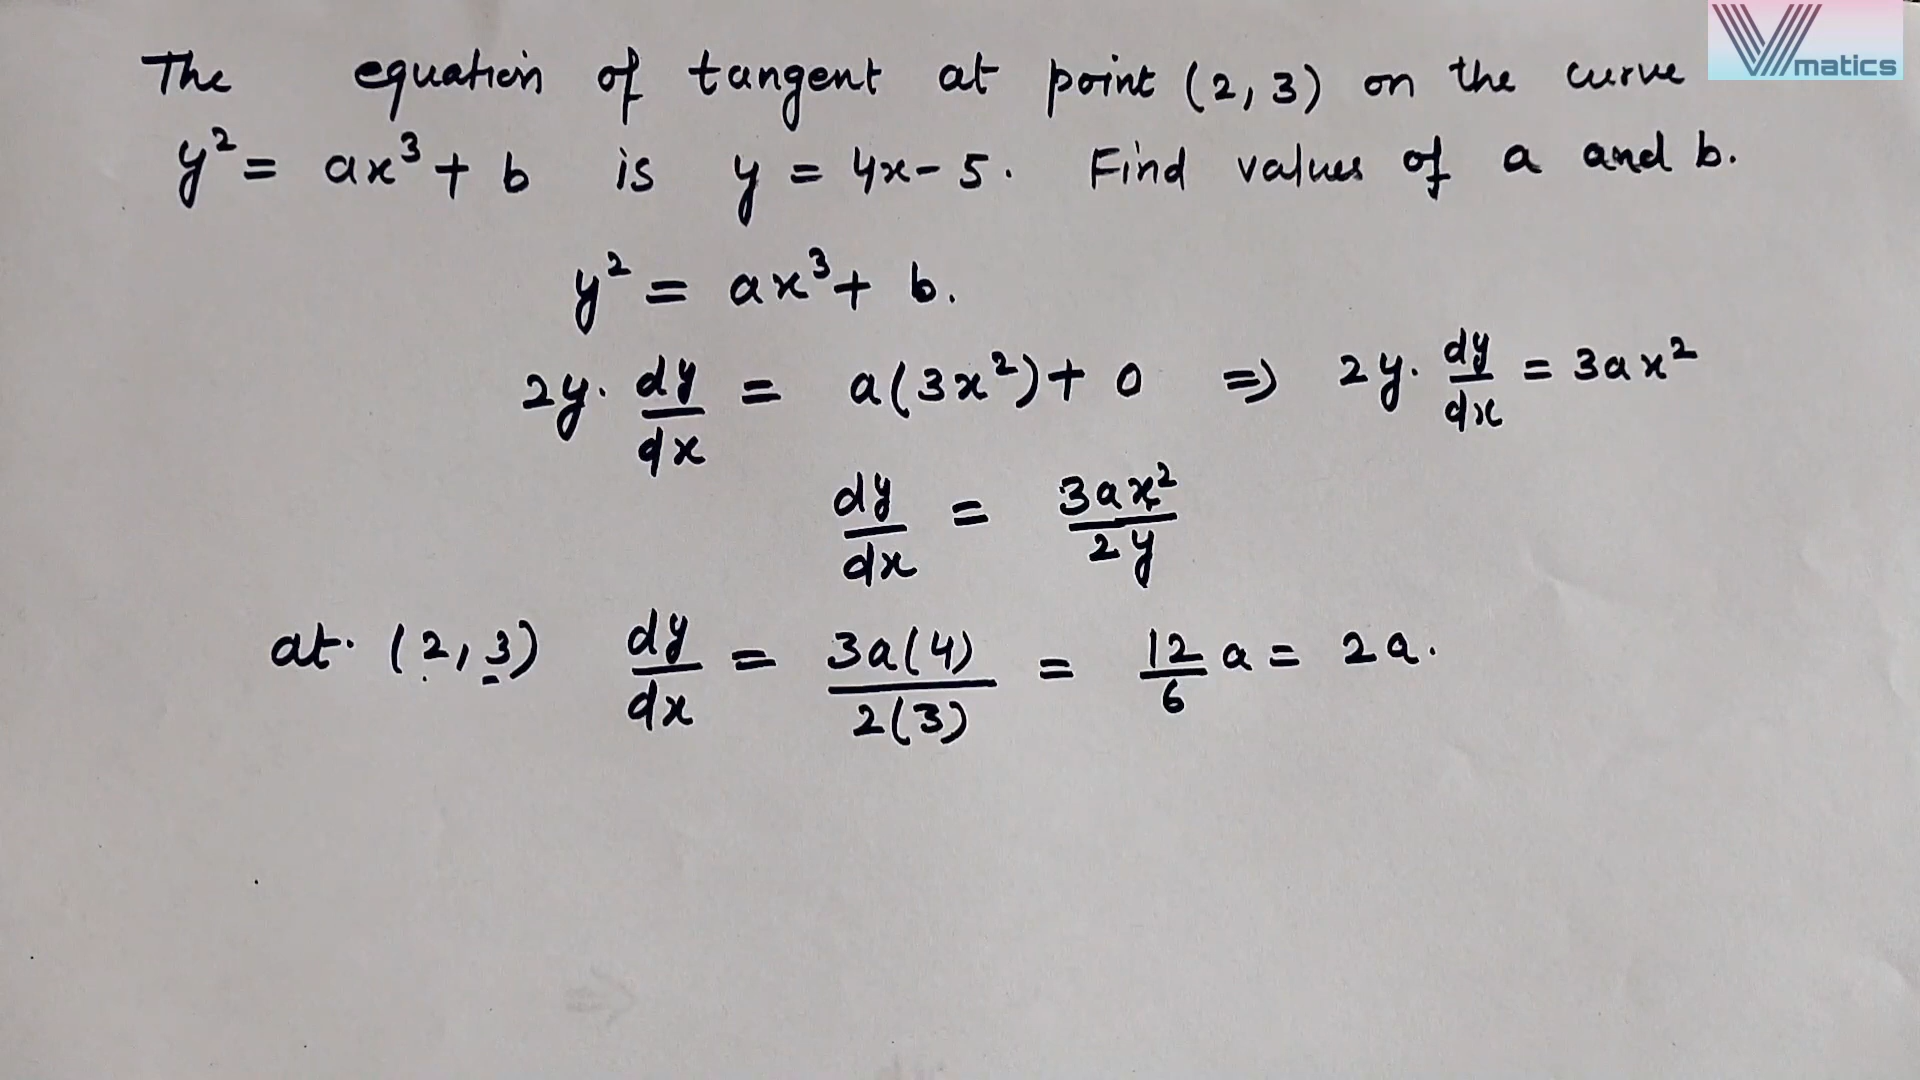 Vmatics
The equation of tangent at point (2, 3) on the curve
y² = ax³ + b is y = 4x - 5. Find values of a and b.
y² = ax³ + b.
2y. dy/dx = a(3x²) + 0 ⇒ 2y. dy/dx = 3ax²
dy/dx = 3ax²/2y
at. (2, 3) dy/dx = 3a(4)/2(3) = 12/6 a = 2a.